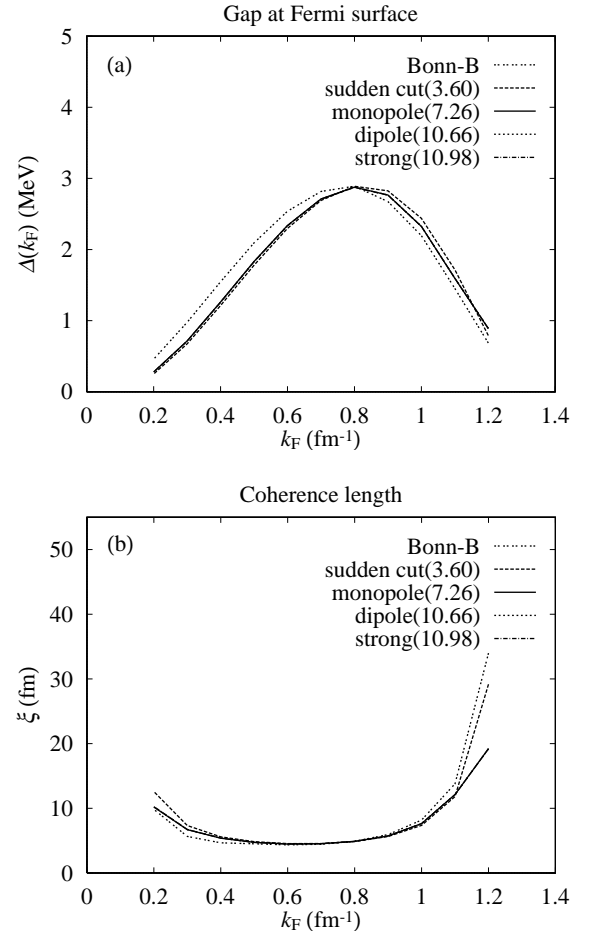 Gap at Fermi surface
(a)
Bonn-B
sudden cut(3.60)
monopole(7.26)
dipole(10.66)
strong(10.98)
Δ(kF) (MeV)
5
4
3
2
1
0
0 0.2 0.4 0.6 0.8 1 1.2 1.4
kF (fm-1)
Coherence length
(b)
Bonn-B
sudden cut(3.60)
monopole(7.26)
dipole(10.66)
strong(10.98)
ξ (fm)
50
40
30
20
10
0
0 0.2 0.4 0.6 0.8 1 1.2 1.4
kF (fm-1)